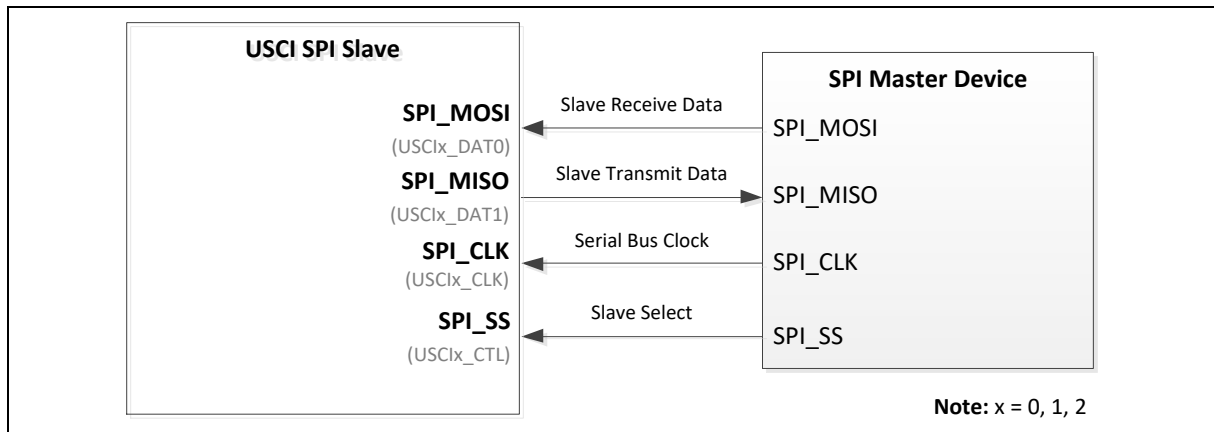 USCI SPI Slave
SPI_MOSI
(USCIx_DAT0)
SPI_MISO
(USCIx_DAT1)
SPI_CLK
(USCIx_CLK)
SPI_SS
(USCIx_CTL)
Slave Receive Data
Slave Transmit Data
Serial Bus Clock
Slave Select
SPI Master Device
SPI_MOSI
SPI_MISO
SPI_CLK
SPI_SS
Note: x = 0, 1, 2